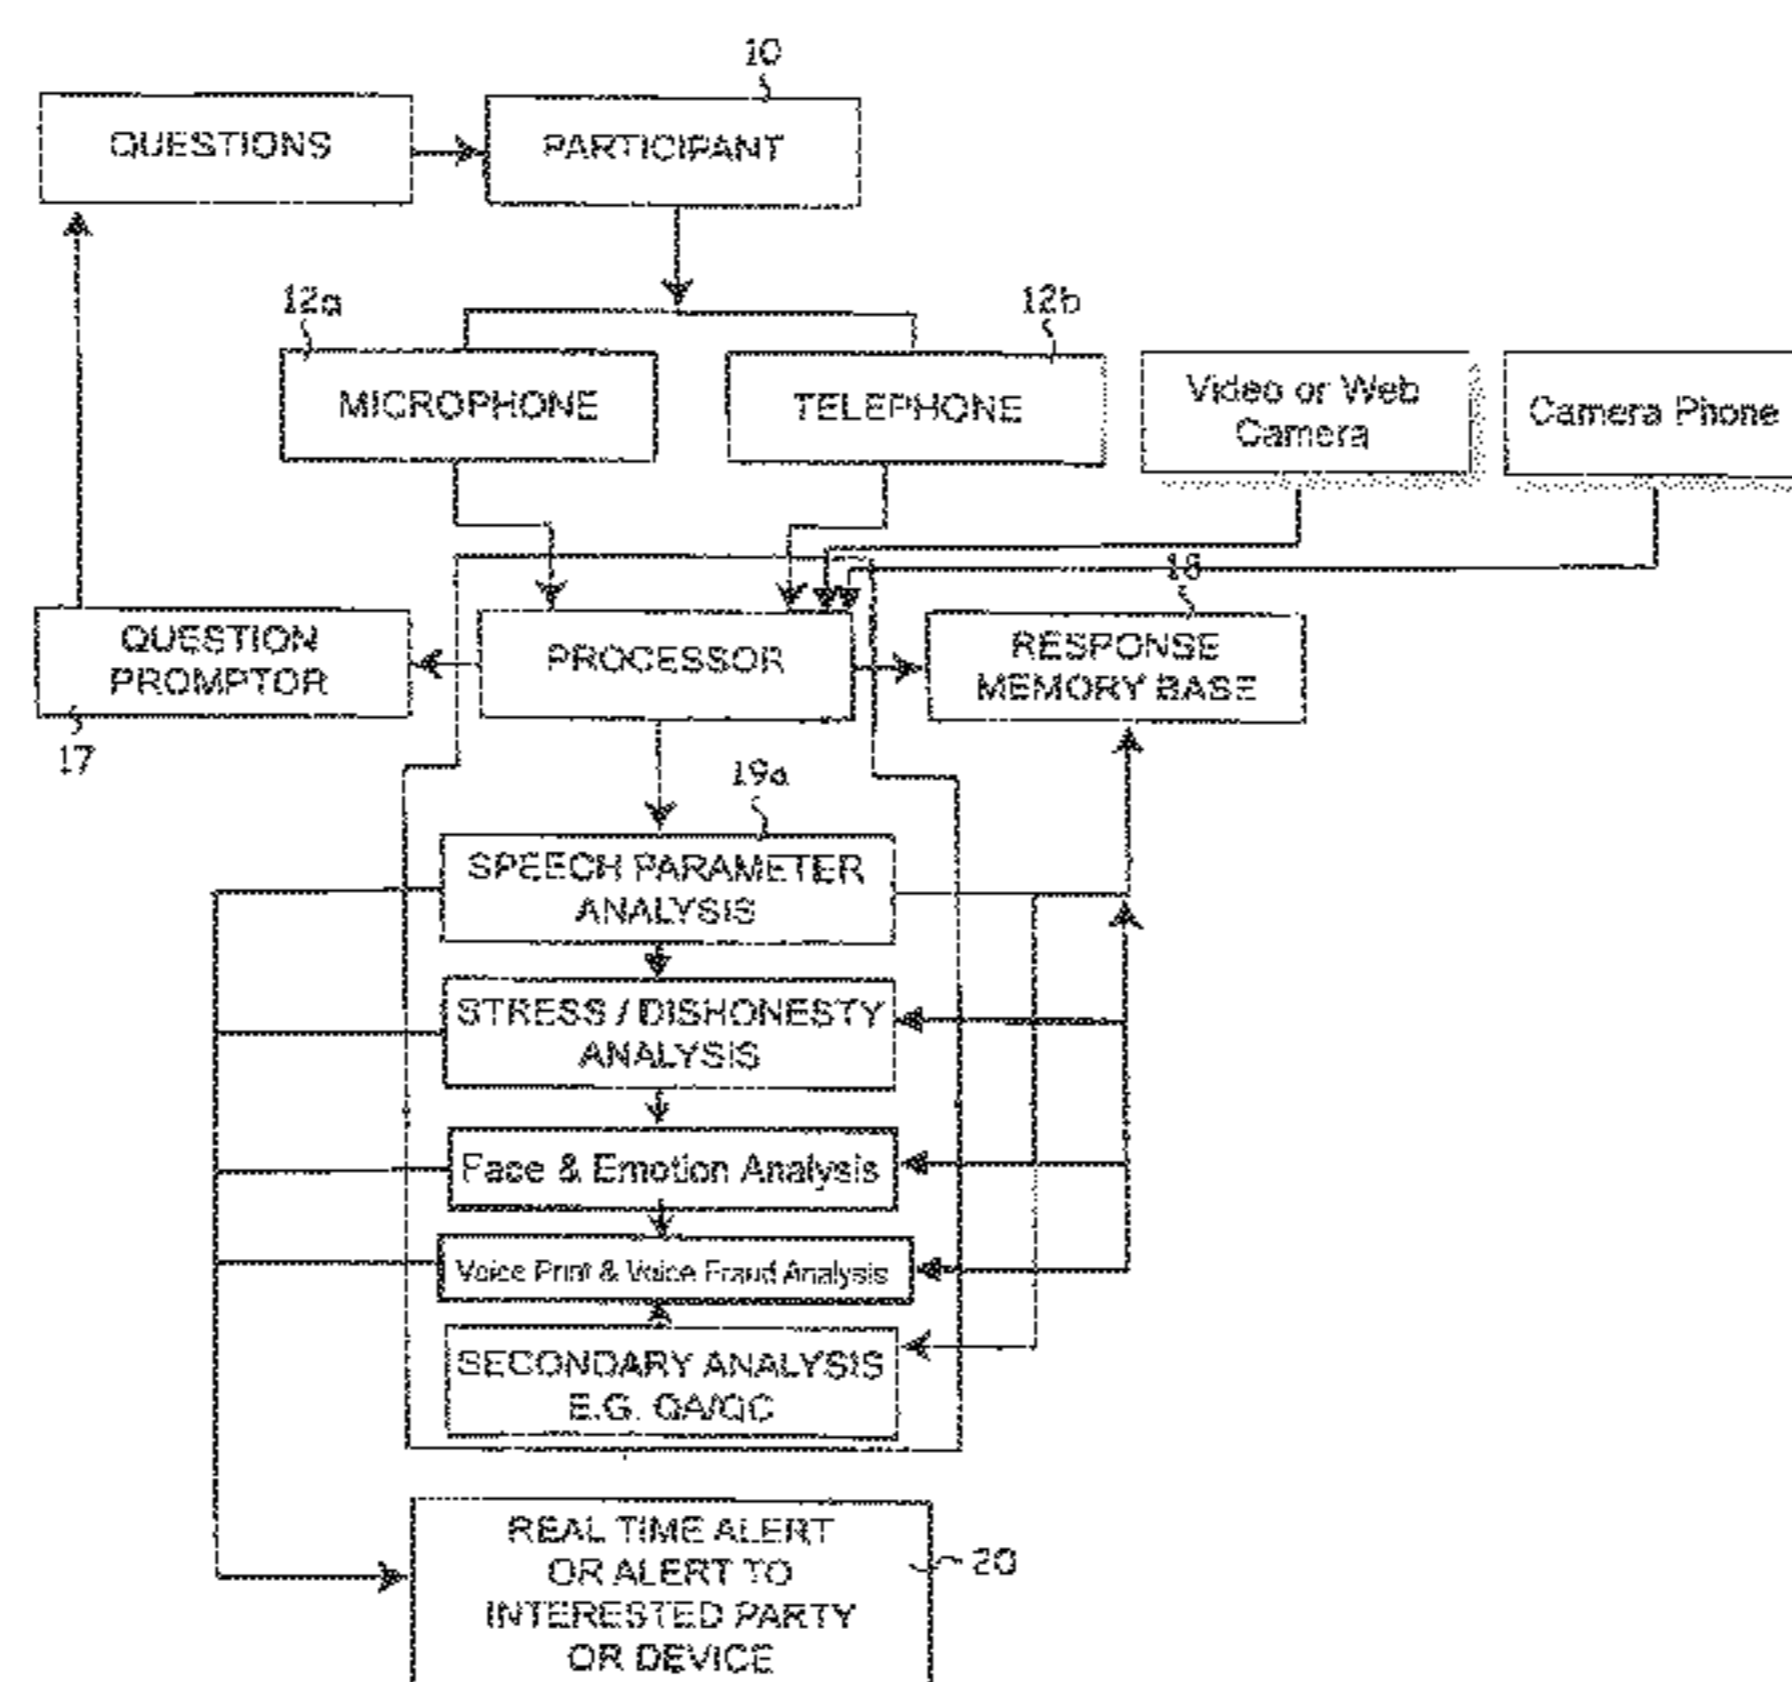 10
QUESTIONS
PARTICIPANT
12a
12b
MICROPHONE
TELEPHONE
Video or Web
Camera
Camera Phone
QUESTION
PROMPTOR
PROCESSOR
RESPONSE
MEMORY BASE
17
19a
SPEECH PARAMETER
ANALYSIS
STRESS / DISHONESTY
ANALYSIS
Face & Emotion Analysis
Voice Print & Voice Fraud Analysis
SECONDARY ANALYSIS
E.G. QA/QC
REAL TIME ALERT
OR ALERT TO
INTERESTED PARTY
OR DEVICE
20